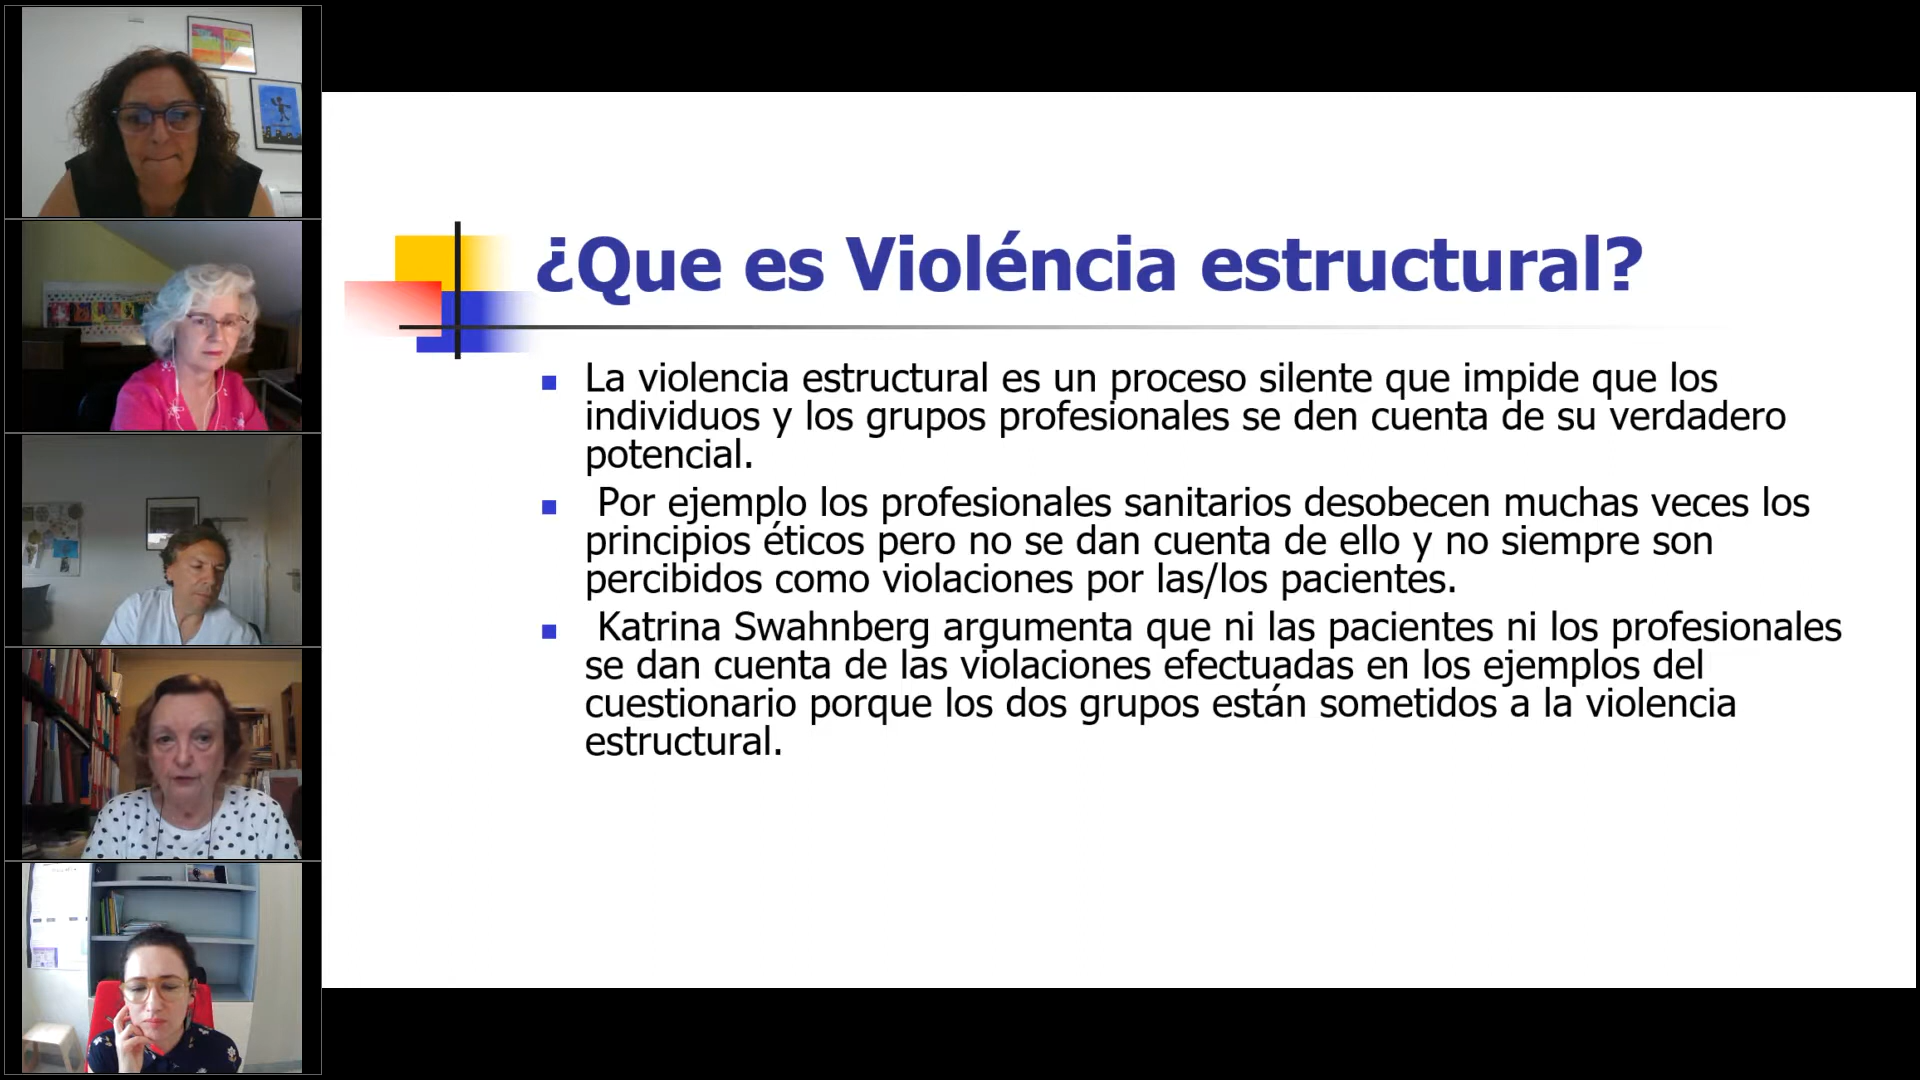 ¿Que es Violéncia estructural?
La violencia estructural es un proceso silente que impide que los
individuos y los grupos profesionales se den cuenta de su verdadero
potencial.
Por ejemplo los profesionales sanitarios desobecen muchas veces los
principios éticos pero no se dan cuenta de ello y no siempre son
percibidos como violaciones por las/los pacientes.
Katrina Swahnberg argumenta que ni las pacientes ni los profesionales
se dan cuenta de las violaciones efectuadas en los ejemplos del
cuestionario porque los dos grupos están sometidos a la violencia
estructural.